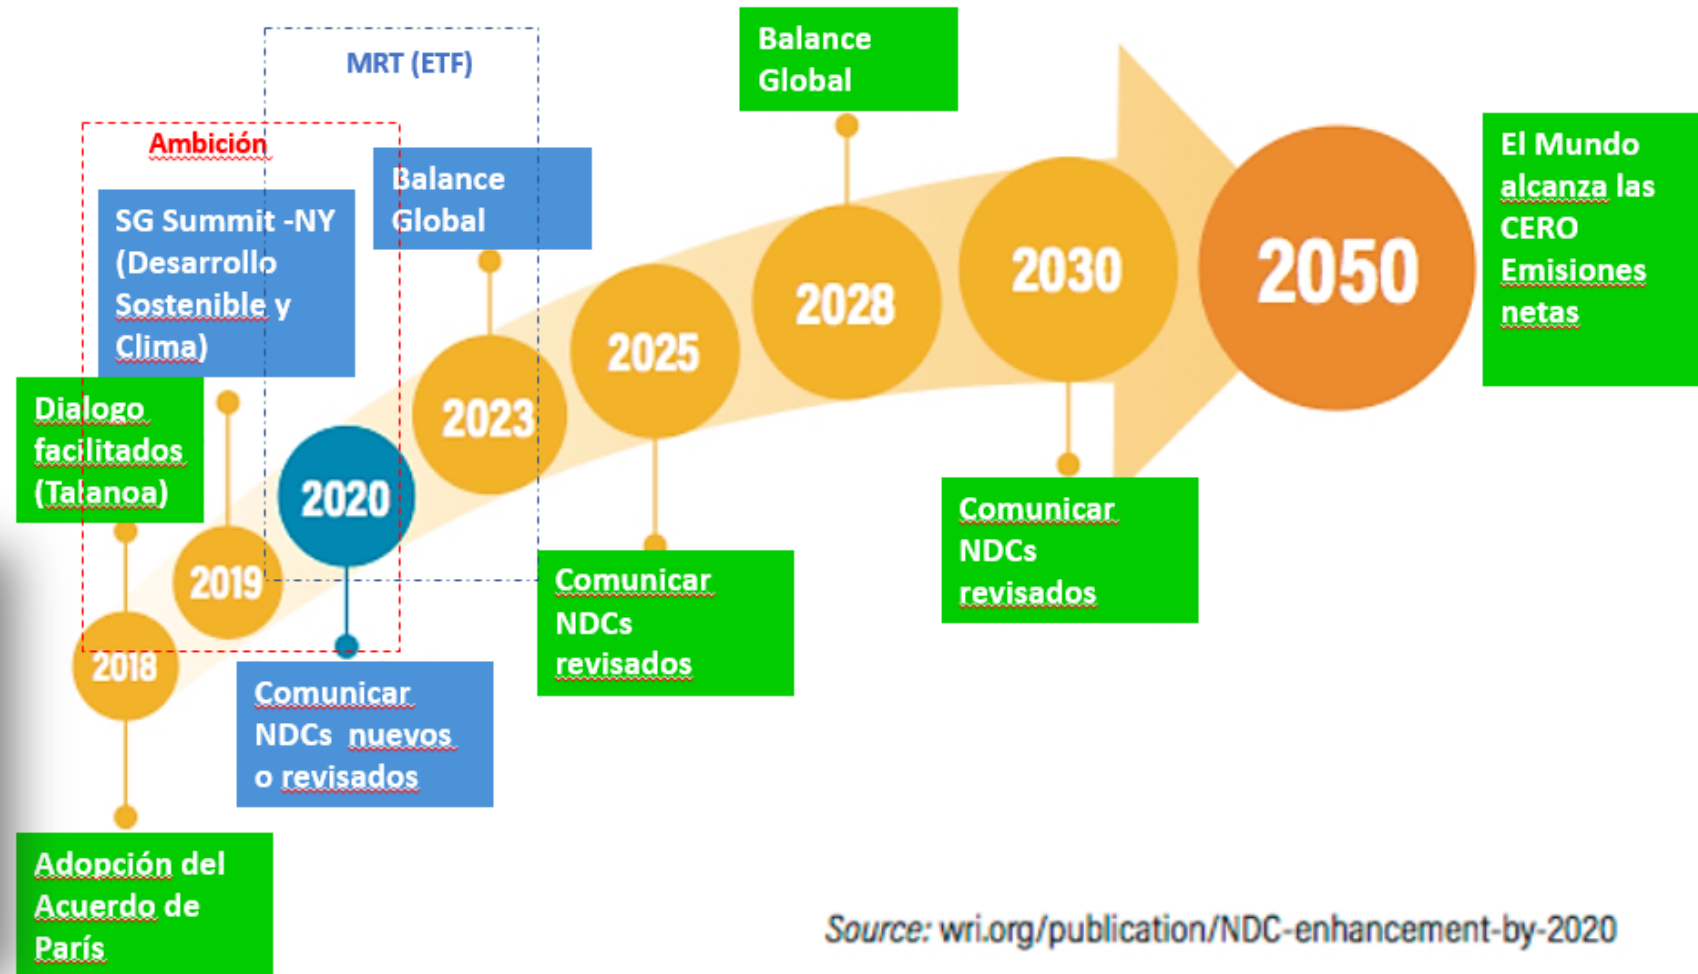 MRT (ETF)
Ambición
SG Summit -NY
(Desarrollo
Sostenible y
Clima)
Balance
Global
Balance
Global
El Mundo
alcanza las
CERO
Emisiones
netas
Dialogo
facilitados
(Talanoa)
2018
2019
2020
2023
2025
2028
2030
2050
Adopción del
Acuerdo de
París
Comunicar
NDCs nuevos
o revisados
Comunicar
NDCs
revisados
Comunicar
NDCs
revisados
Source: wri.org/publication/NDC-enhancement-by-2020